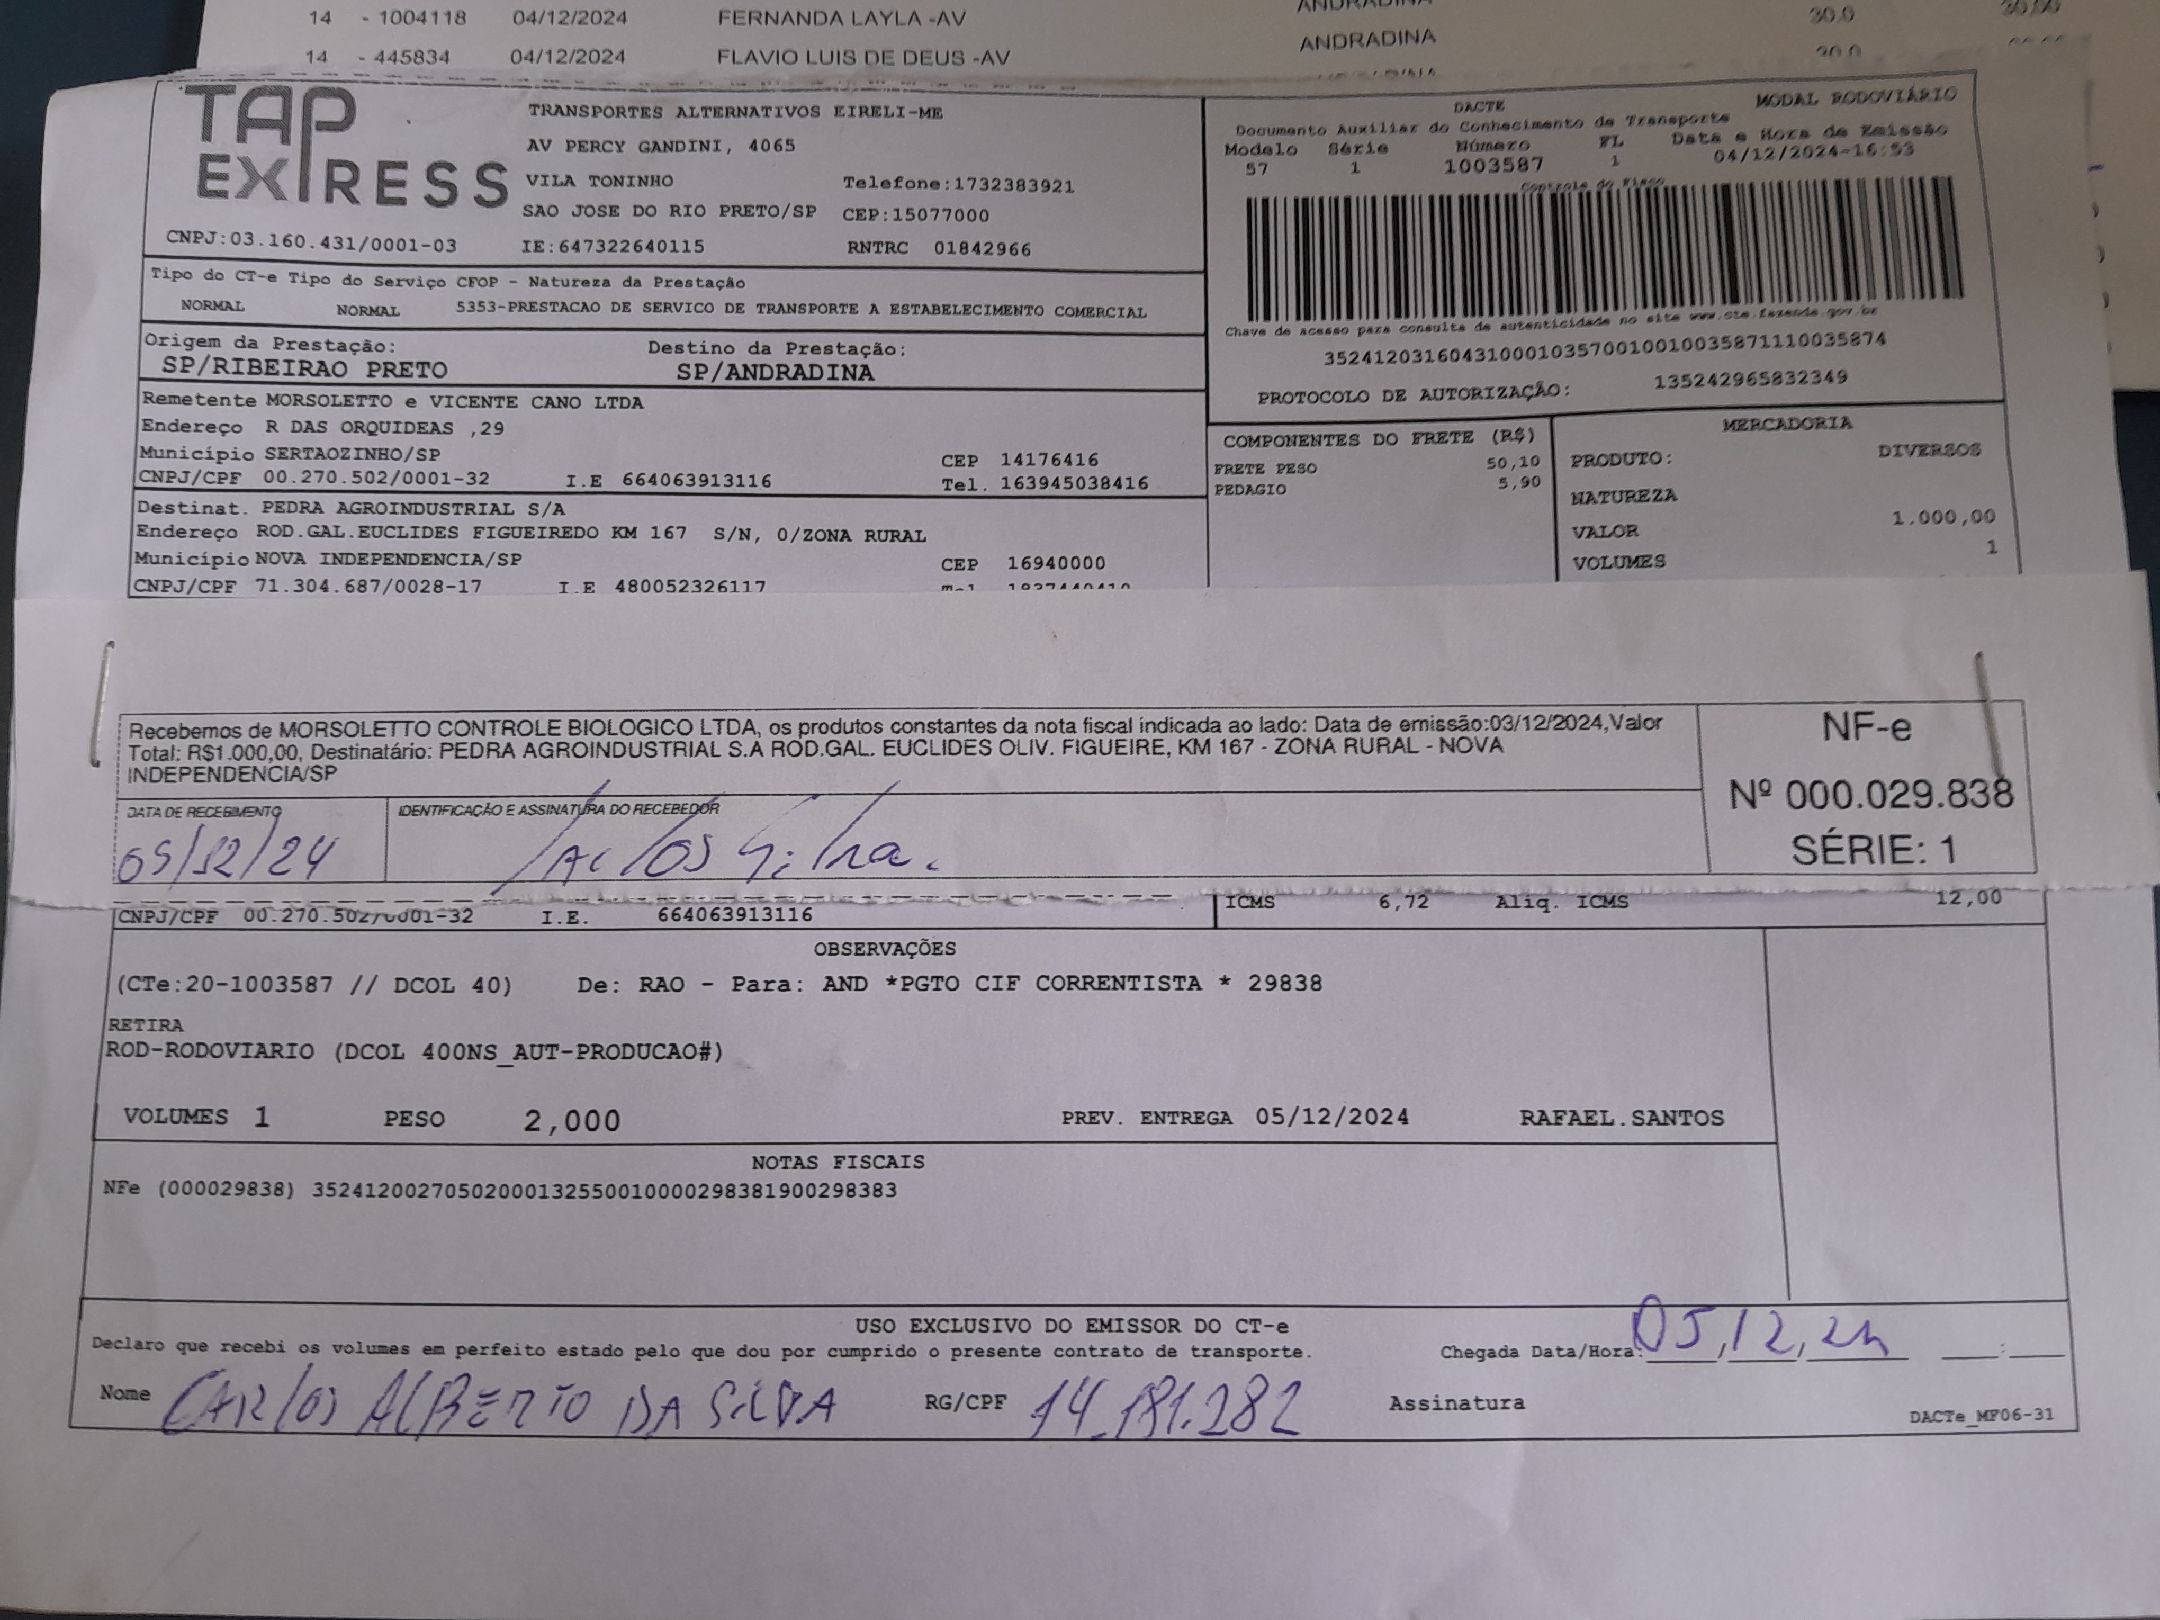 14 - 1004118 04/12/2024 FERNANDA LAYLA -AV ANDRADINA 30.0 30,00
14 - 445834 04/12/2024 FLAVIO LUIS DE DEUS -AV ANDRADINA
TAP EXPRESS
TRANSPORTES ALTERNATIVOS EIRELI-ME
AV PERCY GANDINI, 4065
VILA TONINHO Telefone:1732383921
SAO JOSE DO RIO PRETO/SP CEP:15077000
CNPJ:03.160.431/0001-03 IE:647322640115 RNTRC 01842966
DACTE MODAL RODOVIÁRIO
Documento Auxiliar do Conhecimento de Transporte
Modelo Série Número FL Data e Hora de Emissão
57 1 1003587 1 04/12/2024-16:53
Controle do Fisco
Chave de acesso para consulta de autenticidade no site www.cte.fazenda.gov.br
35241203160431000103570010010035871110035874
PROTOCOLO DE AUTORIZAÇÃO: 135242965832349
Tipo do CT-e Tipo do Serviço CFOP - Natureza da Prestação
NORMAL NORMAL 5353-PRESTACAO DE SERVICO DE TRANSPORTE A ESTABELECIMENTO COMERCIAL
Origem da Prestação: Destino da Prestação:
SP/RIBEIRAO PRETO SP/ANDRADINA
Remetente MORSOLETTO e VICENTE CANO LTDA
Endereço R DAS ORQUIDEAS ,29
Município SERTAOZINHO/SP CEP 14176416
CNPJ/CPF 00.270.502/0001-32 I.E 664063913116 Tel. 163945038416
Destinat. PEDRA AGROINDUSTRIAL S/A
Endereço ROD.GAL.EUCLIDES FIGUEIREDO KM 167 S/N, 0/ZONA RURAL
Município NOVA INDEPENDENCIA/SP CEP 16940000
CNPJ/CPF 71.304.687/0028-17 I.E 480052326117
COMPONENTES DO FRETE (R$)
FRETE PESO 50,10
PEDAGIO 5,90
MERCADORIA
PRODUTO: DIVERSOS
NATUREZA
VALOR 1.000,00
VOLUMES 1
Recebemos de MORSOLETTO CONTROLE BIOLOGICO LTDA, os produtos constantes da nota fiscal indicada ao lado: Data de emissão:03/12/2024,Valor
Total: R$1.000,00, Destinatário: PEDRA AGROINDUSTRIAL S.A ROD.GAL. EUCLIDES OLIV. FIGUEIRE, KM 167 - ZONA RURAL - NOVA
INDEPENDENCIA/SP
DATA DE RECEBIMENTO IDENTIFICAÇÃO E ASSINATURA DO RECEBEDOR
05/12/24 Carlos Silva.
NF-e
Nº 000.029.838
SÉRIE: 1
CNPJ/CPF 00.270.502/0001-32 I.E. 664063913116 ICMS 6,72 Aliq. ICMS 12,00
OBSERVAÇÕES
(CTe:20-1003587 // DCOL 40) De: RAO - Para: AND *PGTO CIF CORRENTISTA * 29838
RETIRA
ROD-RODOVIARIO (DCOL 400NS_AUT-PRODUCAO#)
VOLUMES 1 PESO 2,000 PREV. ENTREGA 05/12/2024 RAFAEL.SANTOS
NOTAS FISCAIS
NFe (000029838) 35241200270502000132550010000298381900298383
USO EXCLUSIVO DO EMISSOR DO CT-e
Declaro que recebi os volumes em perfeito estado pelo que dou por cumprido o presente contrato de transporte. Chegada Data/Hora: 05,12,24 :
Nome CARLOS ALBERTO DA SILVA RG/CPF 14.181.282 Assinatura
DACTe_MF06-31